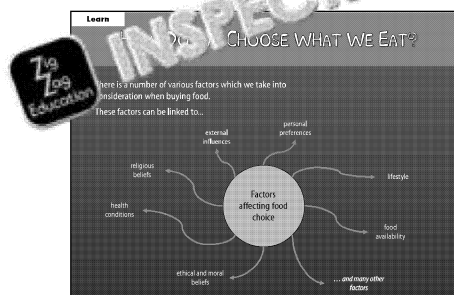 Learn
CHOOSE WHAT WE EAT?
INSPEC
Zig
Zag
Education
here is a number of various factors which we take into
onsideration when buying food.
These factors can be linked to...
external
influences
personal
preferences
religious
beliefs
lifestyle
Factors
affecting food
choice
health
conditions
food
availability
ethical and moral
beliefs
... and many other
factors